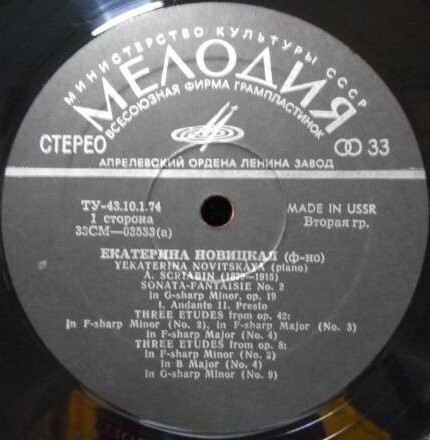 МИНИСТЕРСТВО КУЛЬТУРЫ СССР
МЕЛОДИЯ
ВСЕСОЮЗНАЯ ФИРМА ГРАМПЛАСТИНОК
СТЕРЕО 33
АПРЕЛЕВСКИЙ ОРДЕНА ЛЕНИНА ЗАВОД
ТУ-43.10.1.74 MADE IN USSR
1 сторона Вторая гр.
33СМ—03533(а)
ЕКАТЕРИНА НОВИЦКАЯ (ф-но)
YEKATERINA NOVITSKAYA (piano)
A. SCRIABIN (1872—1915)
SONATA-FANTAISIE No. 2
in G-sharp Minor, op. 19
I. Andante II. Presto
THREE ETUDES from op. 42:
in F-sharp Minor (No. 2), in F-sharp Major (No. 3)
in F-sharp Major (No. 4)
THREE ETUDES from op. 8:
in F-sharp Minor (No. 2)
in B Major (No. 4)
in G-sharp Minor (No. 9)